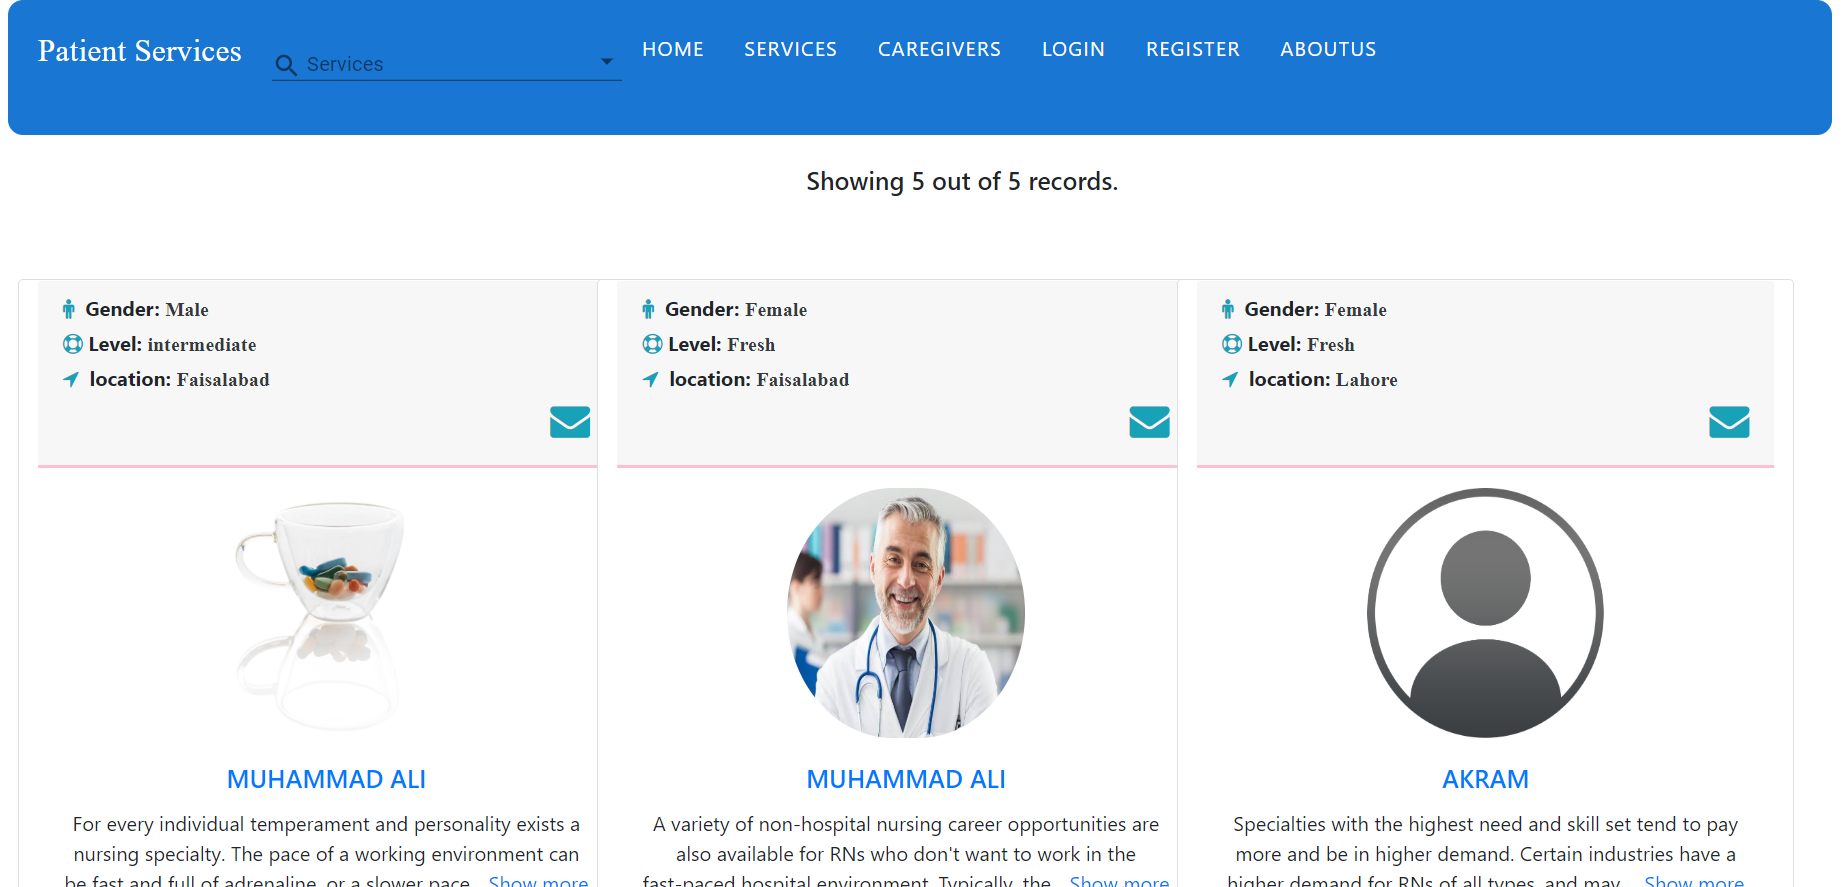 Patient Services
Services
HOME SERVICES CAREGIVERS LOGIN REGISTER ABOUTUS
Showing 5 out of 5 records.
Gender: Male
Level: intermediate
location: Faisalabad
MUHAMMAD ALI
For every individual temperament and personality exists a
nursing specialty. The pace of a working environment can
be fast and full of adrenaline, or a slower pace... Show more
Gender: Female
Level: Fresh
location: Faisalabad
MUHAMMAD ALI
A variety of non-hospital nursing career opportunities are
also available for RNs who don't want to work in the
fast-paced hospital environment. Typically, the... Show more
Gender: Female
Level: Fresh
location: Lahore
AKRAM
Specialties with the highest need and skill set tend to pay
more and be in higher demand. Certain industries have a
higher demand for RNs of all types, and may... Show more